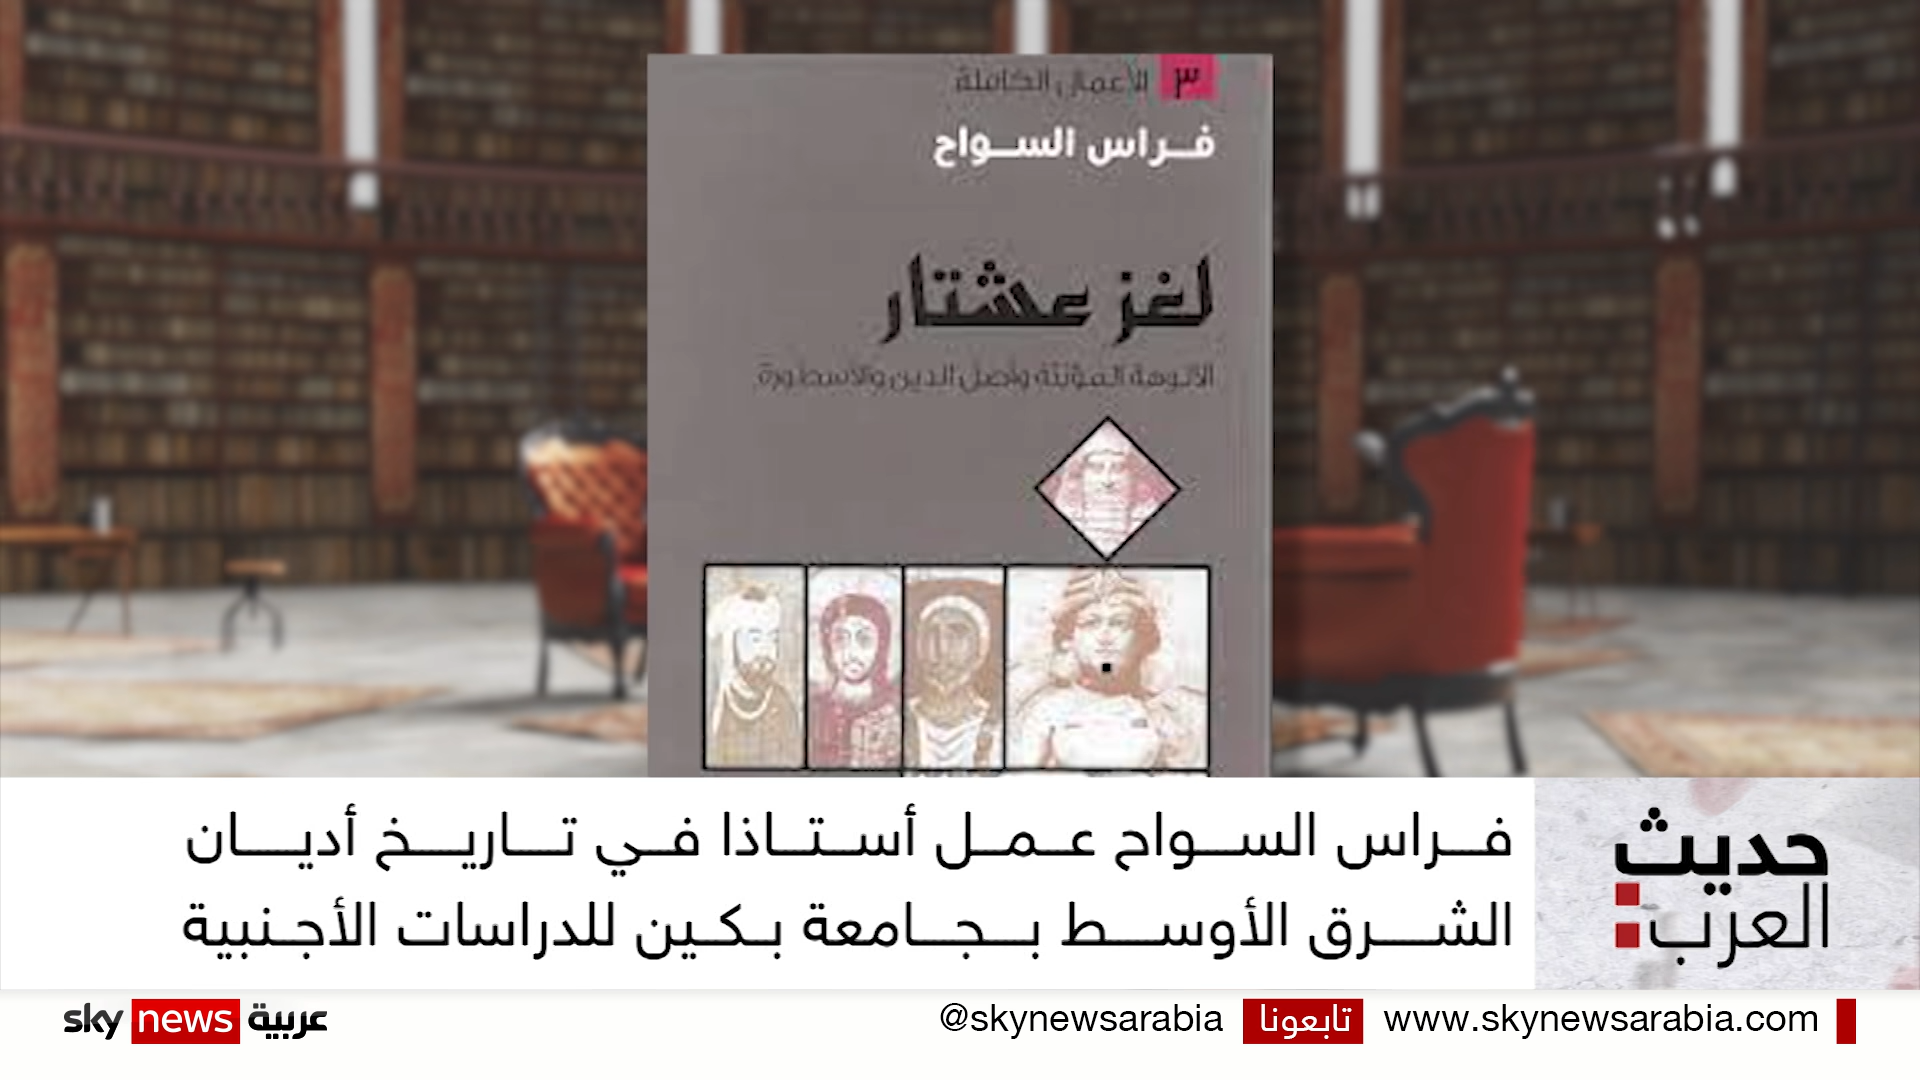 ٣ الأعمال الكاملة
فراس السواح
لغز عشتار
الألوهة المؤنثة وأصل الدين والأسطورة
فراس السواح عمل أستاذا في تاريخ أديان
الشرق الأوسط بجامعة بكين للدراسات الأجنبية
حديث
العرب
sky news عربية
@skynewsarabia تابعونا www.skynewsarabia.com